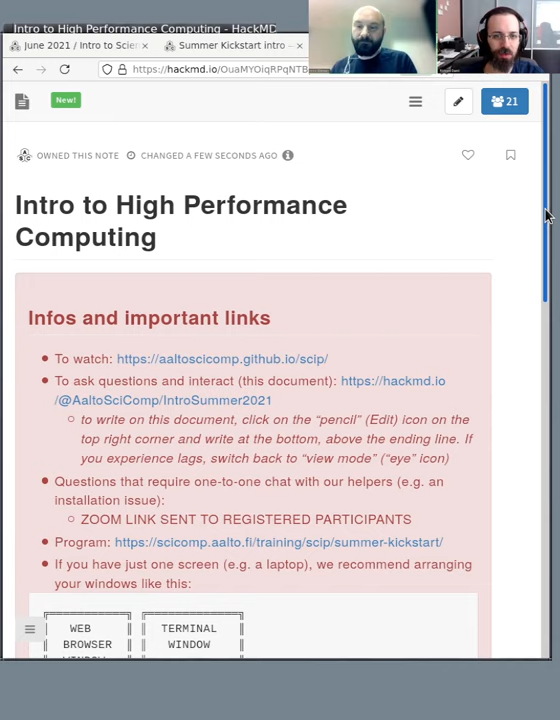 Intro to High Performance Computing - HackMD
June 2021 / Intro to Scien
Summer Kickstart intro —
https://hackmd.io/OuaMYOiqRPqNTB
New!
21
OWNED THIS NOTE CHANGED A FEW SECONDS AGO
Intro to High Performance
Computing
Infos and important links
To watch: https://aaltoscicomp.github.io/scip/
To ask questions and interact (this document): https://hackmd.io
/@AaltoSciComp/IntroSummer2021
to write on this document, click on the “pencil” (Edit) icon on the
top right corner and write at the bottom, above the ending line. If
you experience lags, switch back to “view mode” (“eye” icon)
Questions that require one-to-one chat with our helpers (e.g. an
installation issue):
ZOOM LINK SENT TO REGISTERED PARTICIPANTS
Program: https://scicomp.aalto.fi/training/scip/summer-kickstart/
If you have just one screen (e.g. a laptop), we recommend arranging
your windows like this:
WEB TERMINAL
BROWSER WINDOW
WINDOW